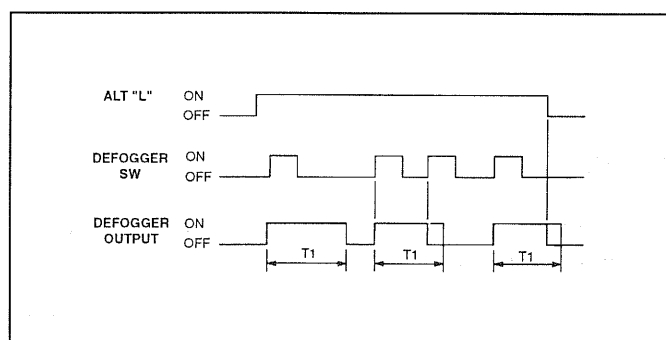 ALT "L" ON
OFF
DEFOGGER ON
SW OFF
DEFOGGER ON
OUTPUT OFF
T1 T1 T1